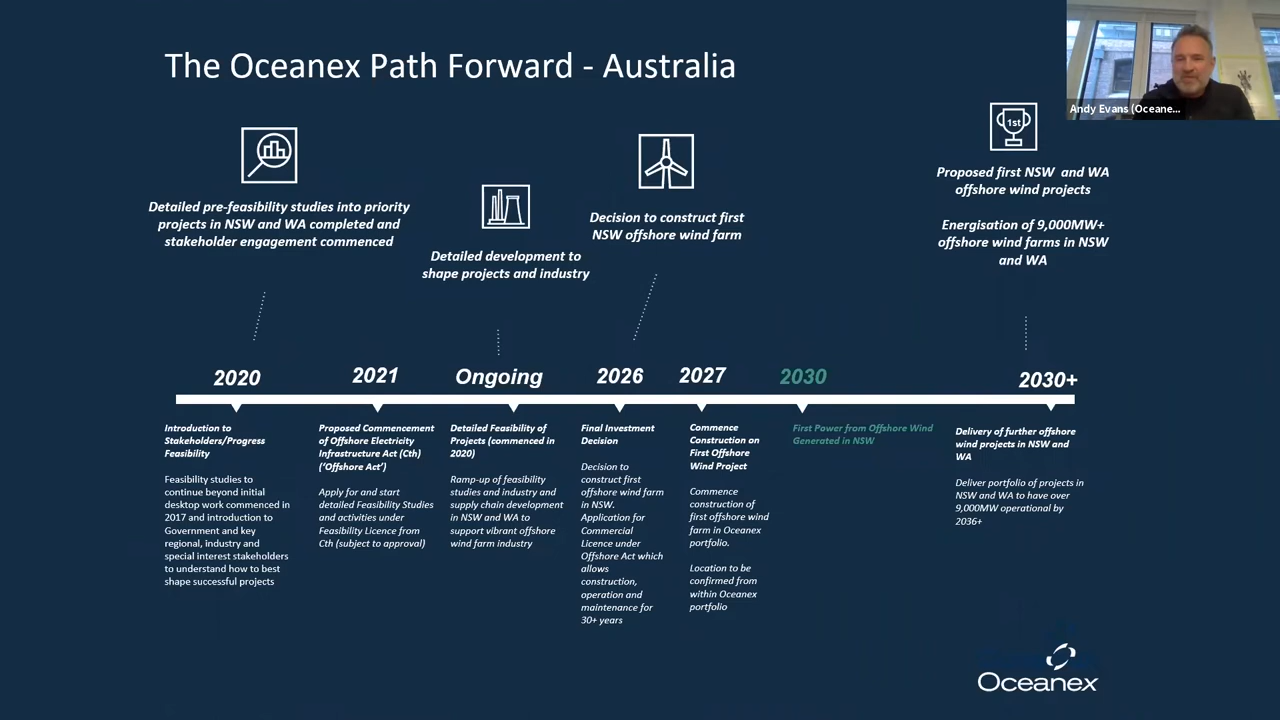 The Oceanex Path Forward - Australia
Andy Evans (Oceane...
1st
Detailed pre-feasibility studies into priority
projects in NSW and WA completed and
stakeholder engagement commenced
Detailed development to
shape projects and industry
Decision to construct first
NSW offshore wind farm
Proposed first NSW and WA
offshore wind projects
Energisation of 9,000MW+
offshore wind farms in NSW
and WA
2020
2021
Ongoing
2026
2027
2030
2030+
Introduction to
Stakeholders/Progress
Feasibility
Feasibility studies to
continue beyond initial
desktop work commenced in
2017 and introduction to
Government and key
regional, industry and
special interest stakeholders
to understand how to best
shape successful projects
Proposed Commencement
of Offshore Electricity
Infrastructure Act (Cth)
('Offshore Act')
Apply for and start
detailed Feasibility Studies
and activities under
Feasibility Licence from
Cth (subject to approval)
Detailed Feasibility of
Projects (commenced in
2020)
Ramp-up of feasibility
studies and industry and
supply chain development
in NSW and WA to
support vibrant offshore
wind farm industry
Final Investment
Decision
Decision to
construct first
offshore wind farm
in NSW.
Application for
Commercial
Licence under
Offshore Act which
allows
construction,
operation and
maintenance for
30+ years
Commence
Construction on
First Offshore
Wind Project
Commence
construction of
first offshore wind
farm in Oceanex
portfolio.
Location to be
confirmed from
within Oceanex
portfolio
First Power from Offshore Wind
Generated in NSW
Delivery of further offshore
wind projects in NSW and
WA
Deliver portfolio of projects in
NSW and WA to have over
9,000MW operational by
2036+
Oceanex